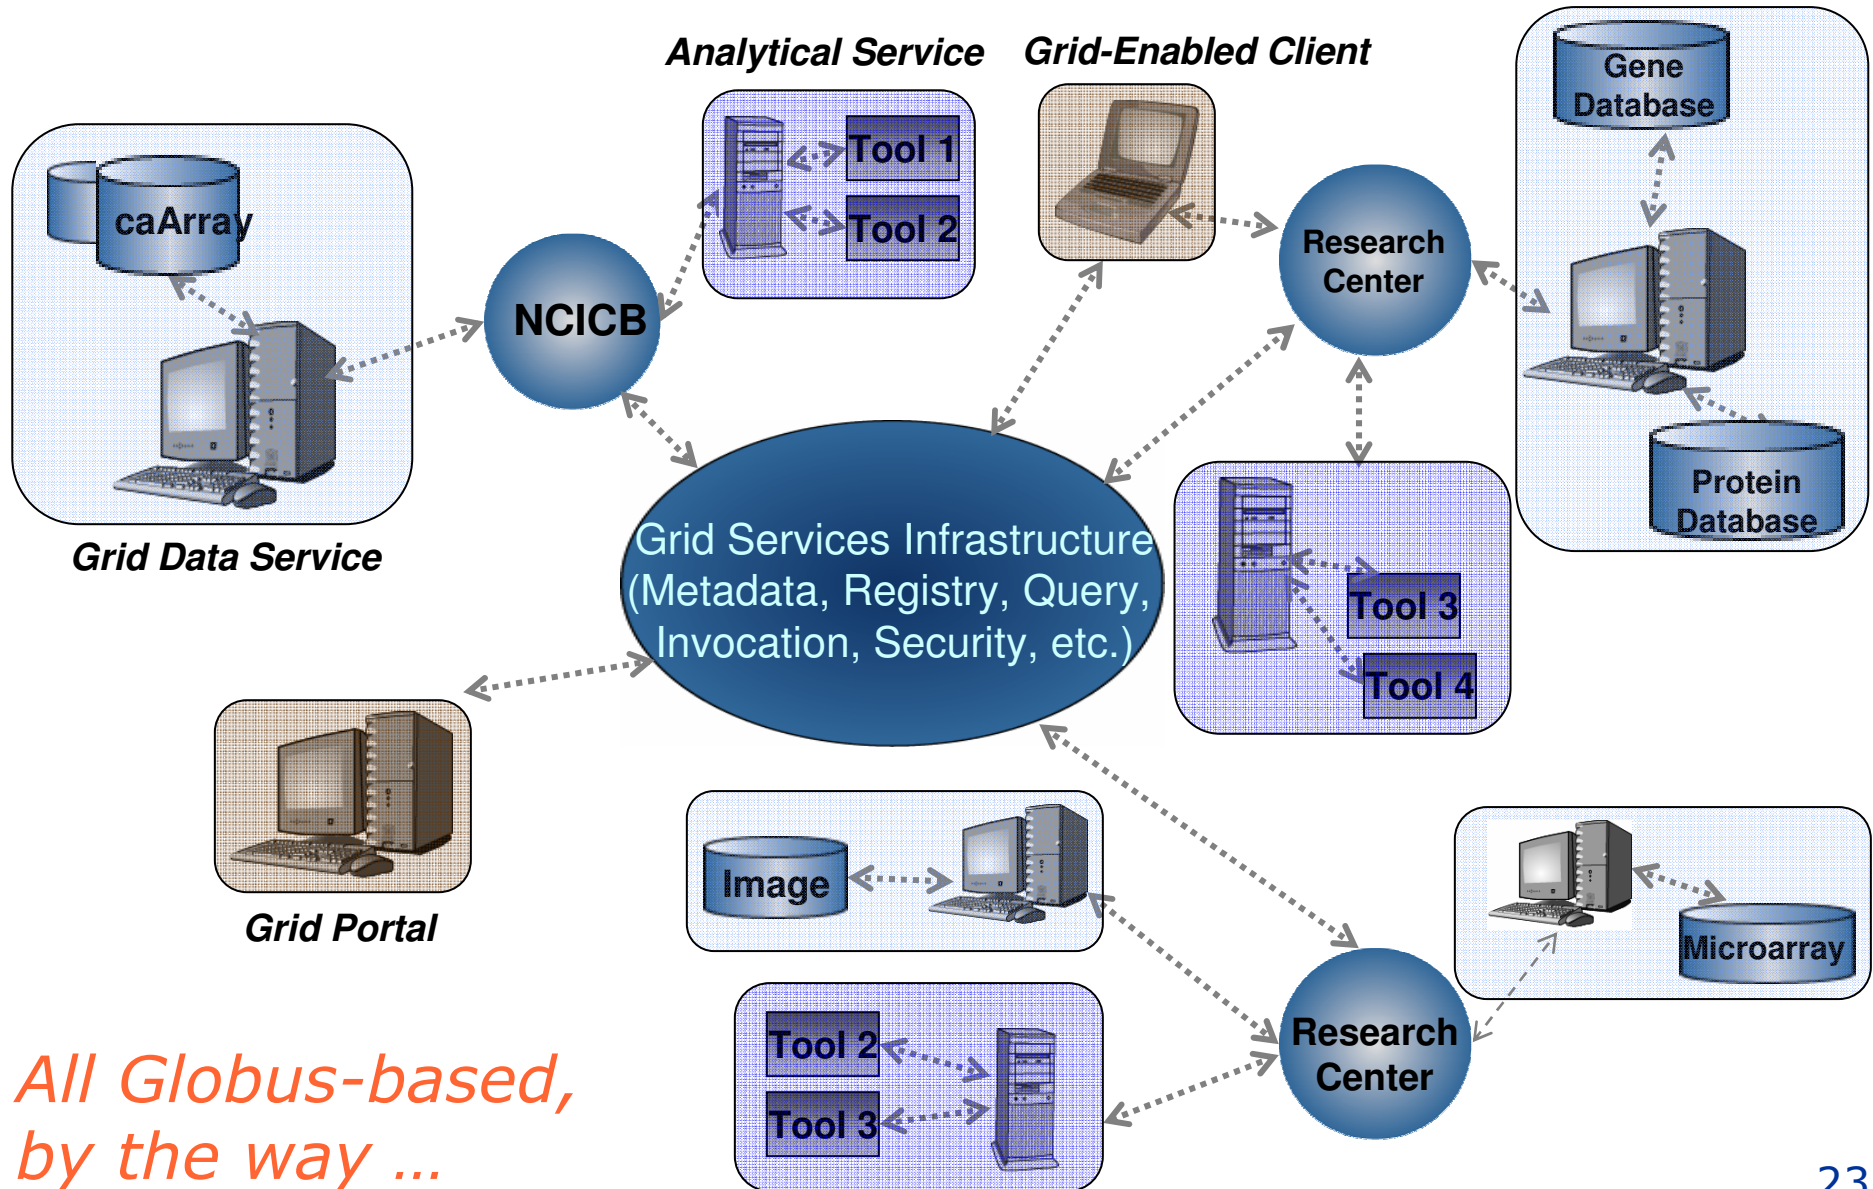 Analytical Service
Grid-Enabled Client
Gene
Database
Tool 1
Tool 2
caArray
NCICB
Research
Center
Protein
Database
Grid Data Service
Grid Services Infrastructure
(Metadata, Registry, Query,
Invocation, Security, etc.)
Tool 3
Tool 4
Grid Portal
Image
Microarray
Research
Center
Tool 2
Tool 3
All Globus-based,
by the way ...
23